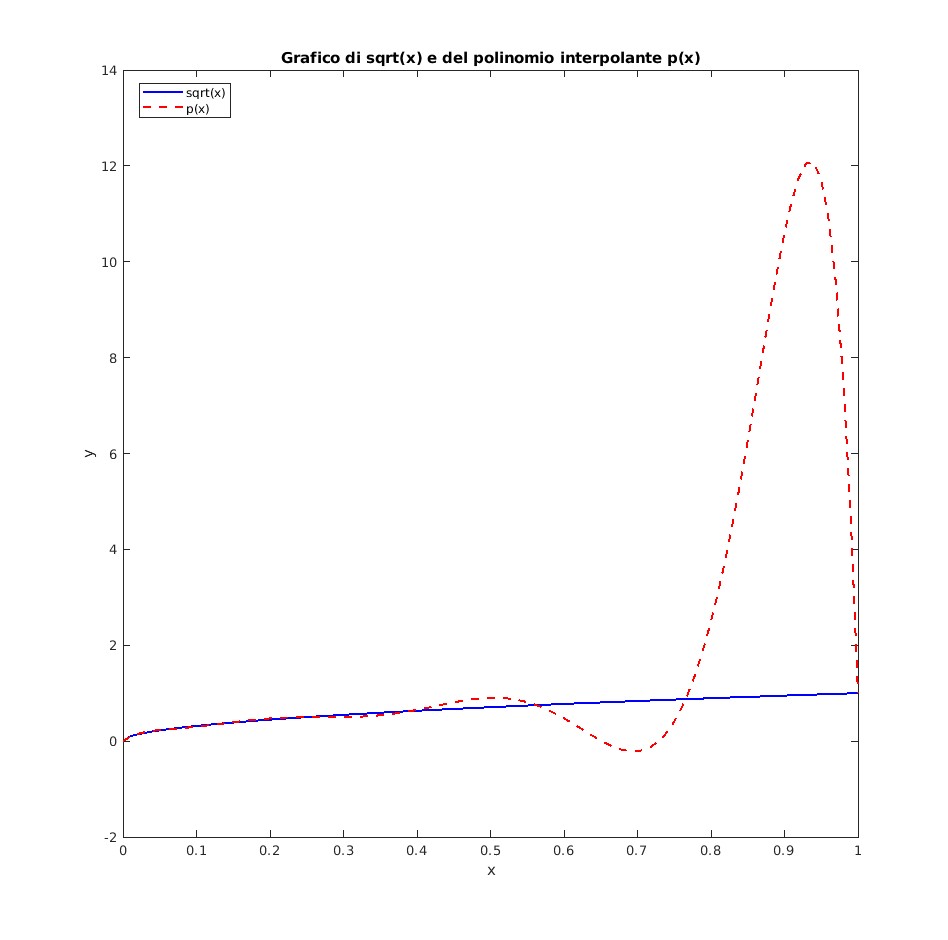 Grafico di sqrt(x) e del polinomio interpolante p(x)
sqrt(x)
p(x)
14
12
10
8
6
4
2
0
-2
y
0 0.1 0.2 0.3 0.4 0.5 0.6 0.7 0.8 0.9 1
x